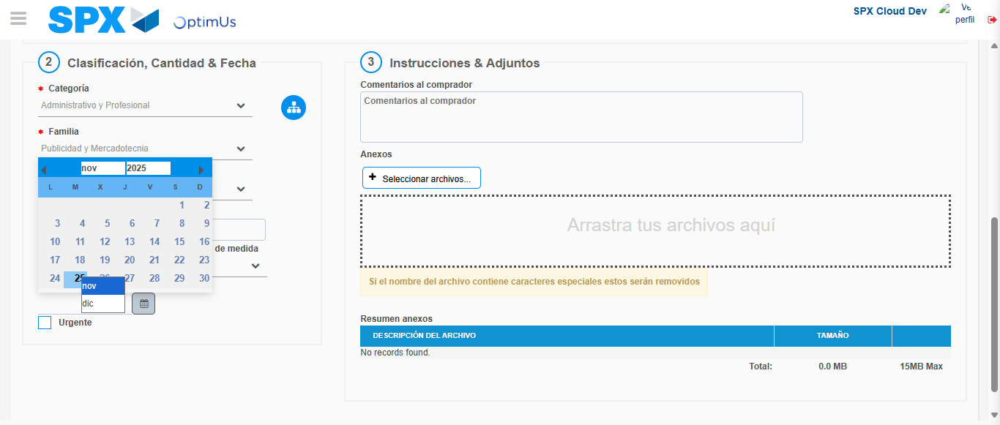 SPX
OptimUs
SPX Cloud Dev
Ve
perfil
2 Clasificación, Cantidad & Fecha
* Categoría
Administrativo y Profesional
* Familia
Publicidad y Mercadotecnia
nov 2025
L M X J V S D
1 2
3 4 5 6 7 8 9
10 11 12 13 14 15 16
17 18 19 20 21 22 23
24 25 26 27 28 29 30
nov
dic
de medida
Urgente
3 Instrucciones & Adjuntos
Comentarios al comprador
Comentarios al comprador
Anexos
+ Seleccionar archivos...
Arrastra tus archivos aquí
Si el nombre del archivo contiene caracteres especiales estos serán removidos
Resumen anexos
DESCRIPCIÓN DEL ARCHIVO TAMAÑO
No records found.
Total: 0.0 MB 15MB Max